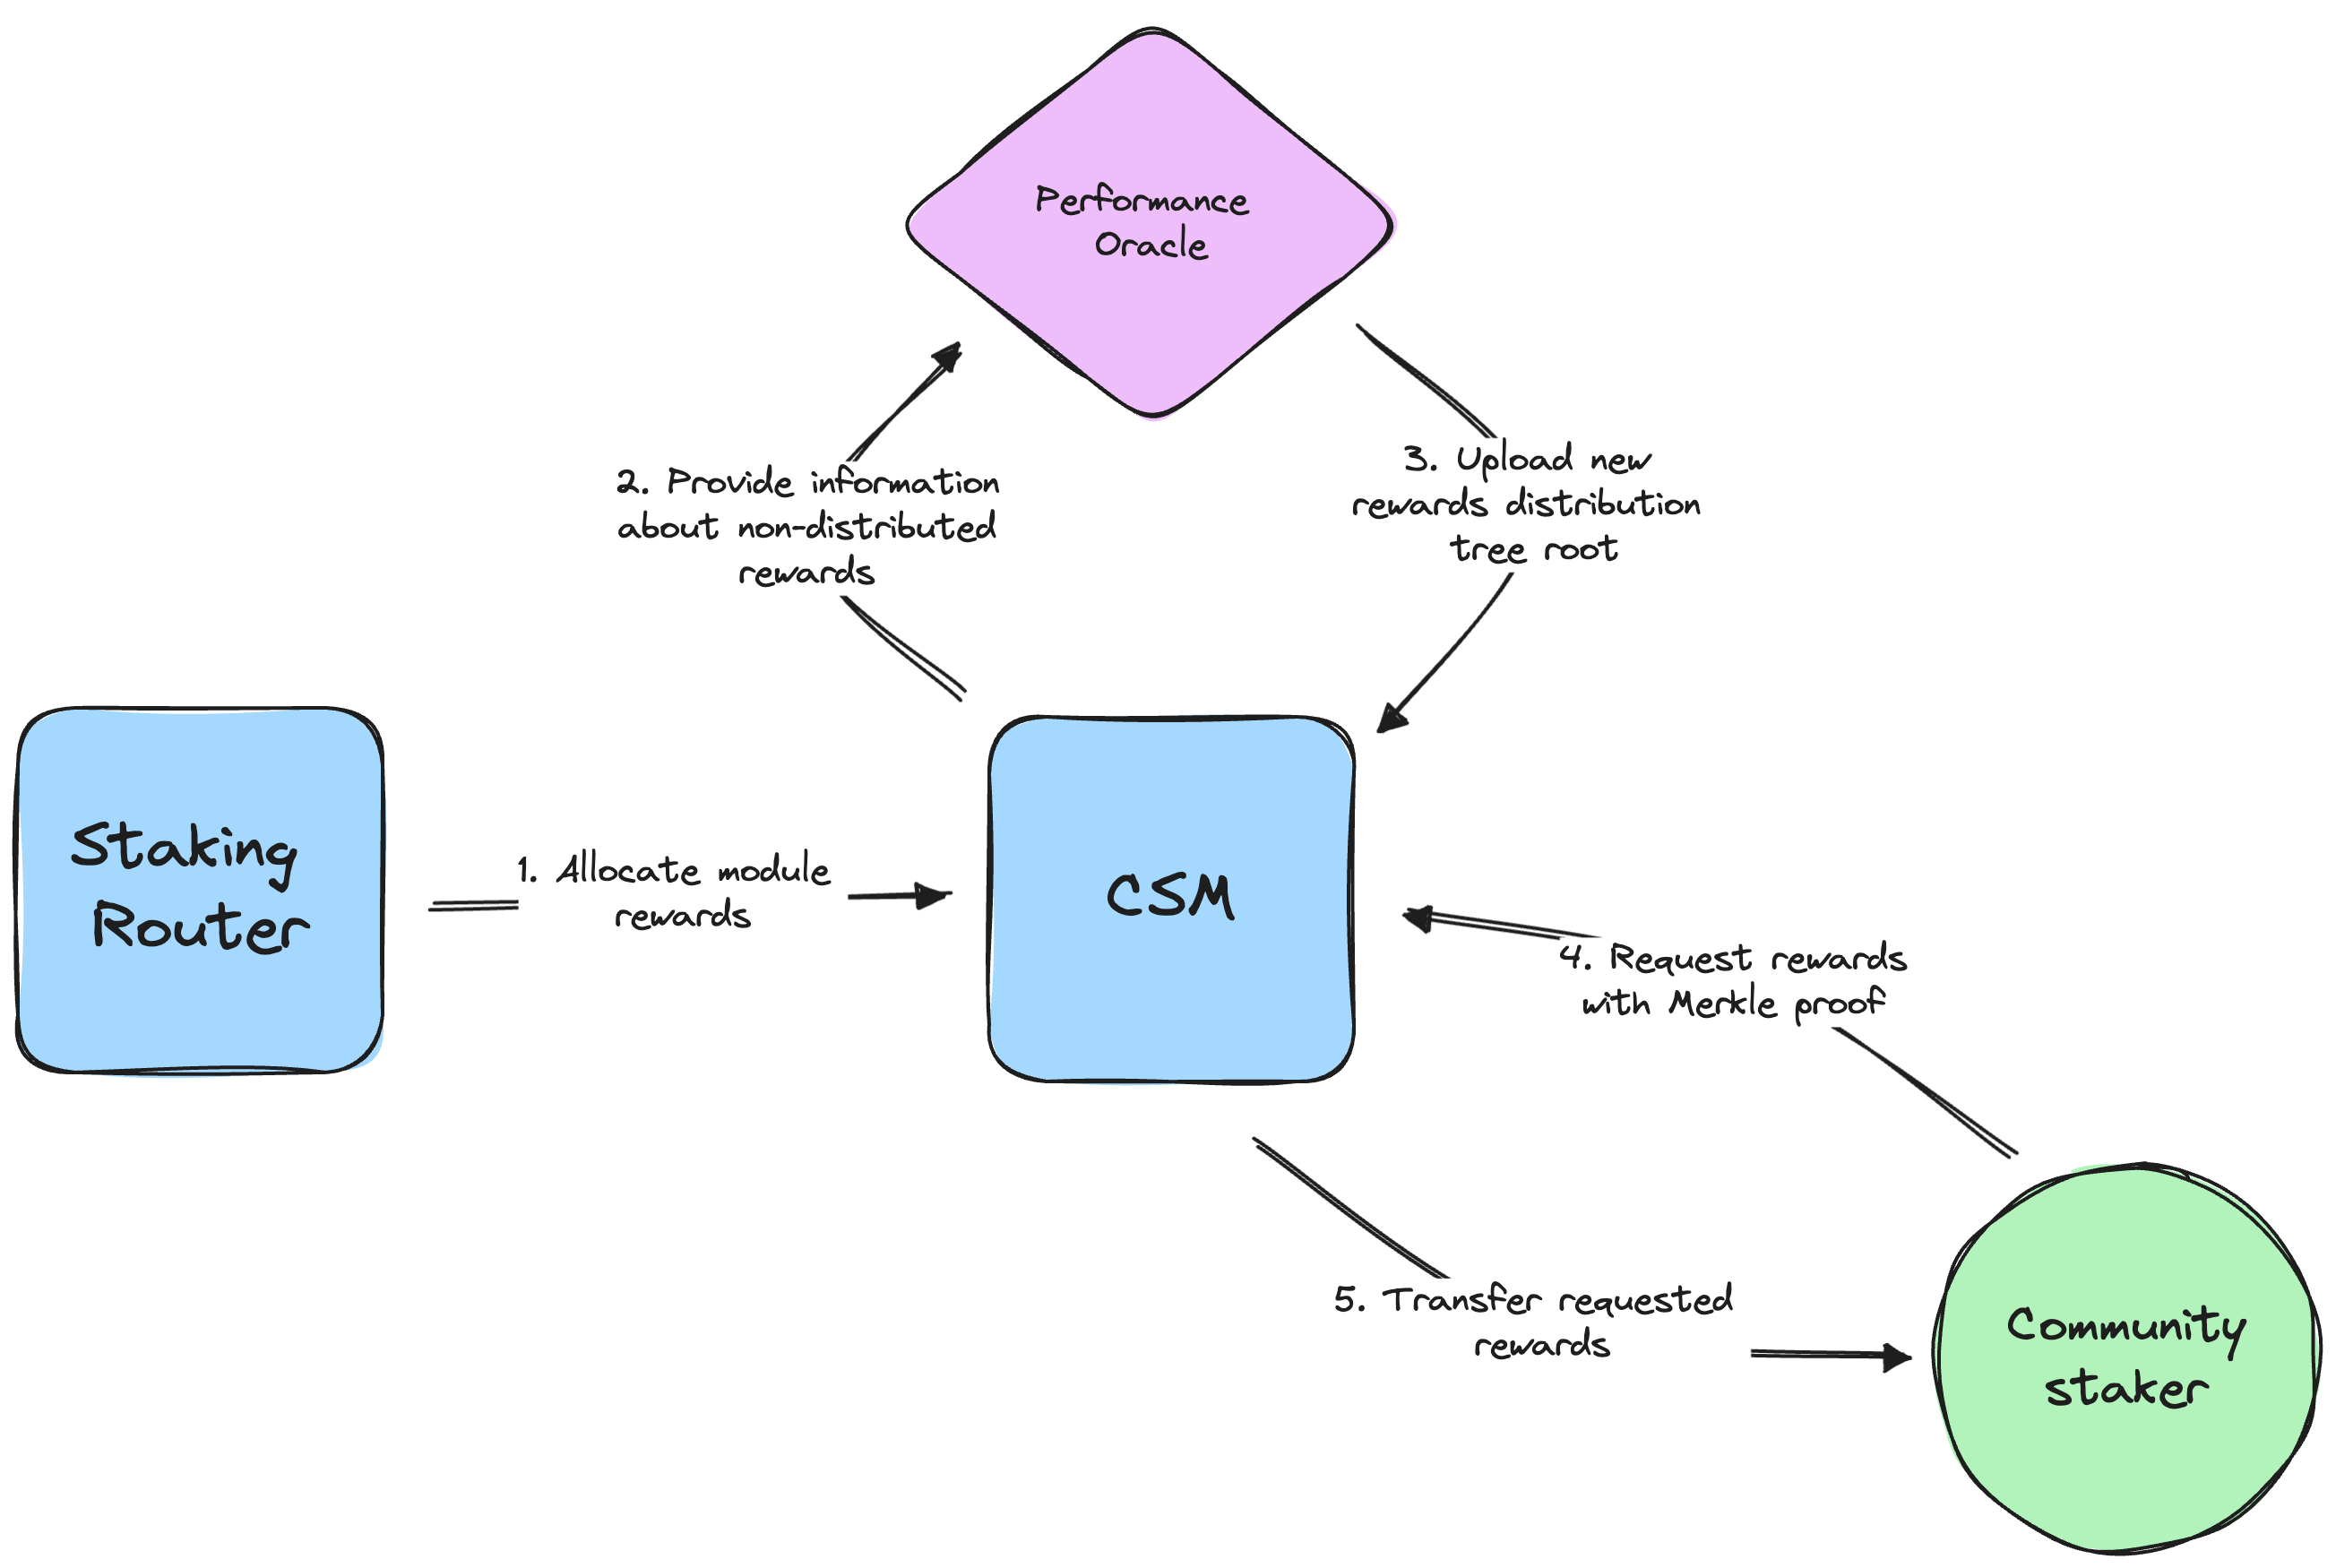 Performance
Oracle
2. Provide information
about non-distributed
rewards
3. Upload new
rewards distribution
tree root
Staking
Router
1. Allocate module
rewards
CSM
4. Request rewards
with Merkle proof
5. Transfer requested
rewards
Community
staker